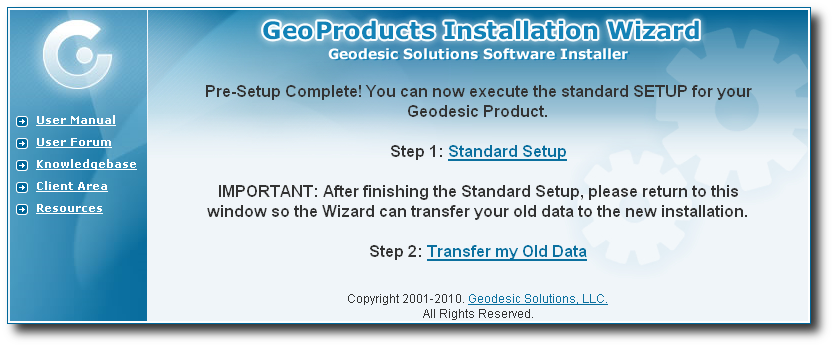 GeoProducts Installation Wizard
Geodesic Solutions Software Installer
User Manual
User Forum
Knowledgebase
Client Area
Resources
Pre-Setup Complete! You can now execute the standard SETUP for your
Geodesic Product.
Step 1: Standard Setup
IMPORTANT: After finishing the Standard Setup, please return to this
window so the Wizard can transfer your old data to the new installation.
Step 2: Transfer my Old Data
Copyright 2001-2010. Geodesic Solutions, LLC.
All Rights Reserved.